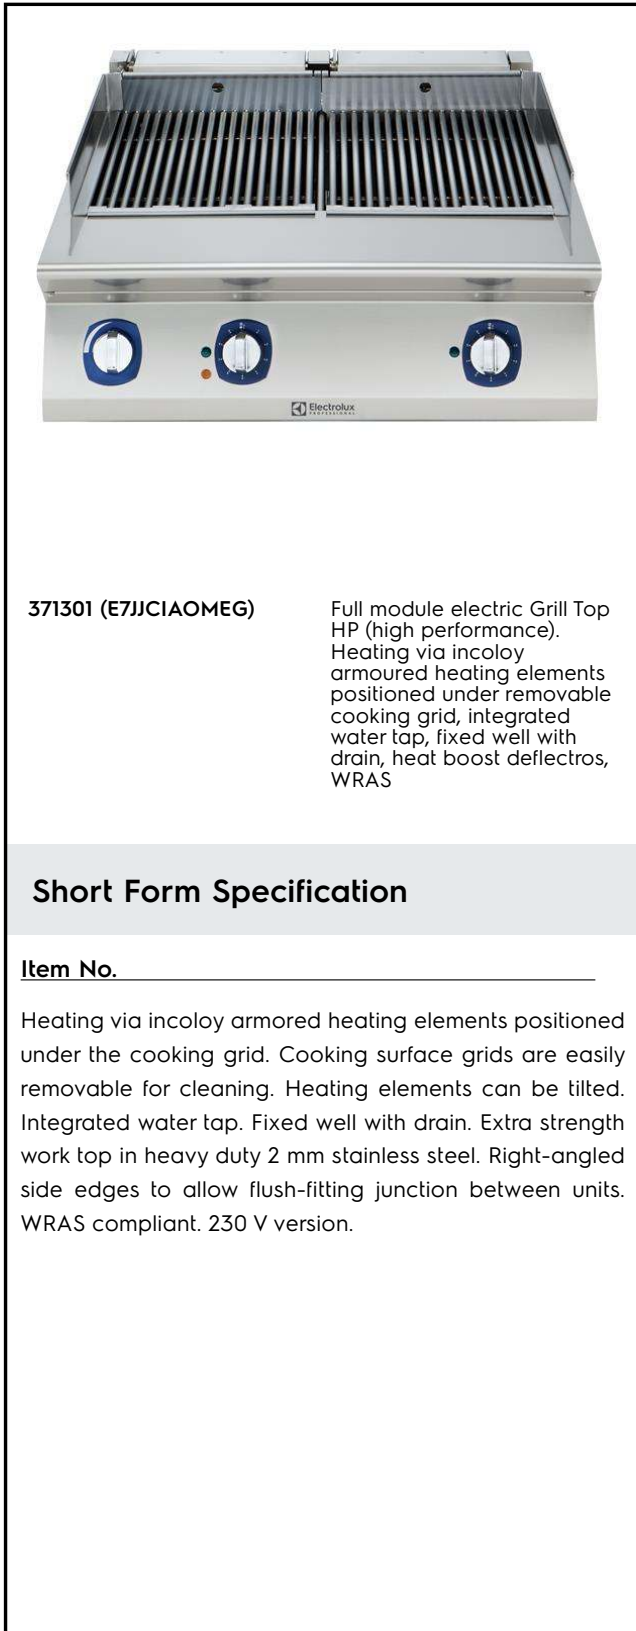 Electrolux
PROFESSIONAL
371301 (E7JJCIAOMEG)
Full module electric Grill Top
HP (high performance).
Heating via incoloy
armoured heating elements
positioned under removable
cooking grid, integrated
water tap, fixed well with
drain, heat boost deflectros,
WRAS
Short Form Specification
Item No.
Heating via incoloy armored heating elements positioned
under the cooking grid. Cooking surface grids are easily
removable for cleaning. Heating elements can be tilted.
Integrated water tap. Fixed well with drain. Extra strength
work top in heavy duty 2 mm stainless steel. Right-angled
side edges to allow flush-fitting junction between units.
WRAS compliant. 230 V version.